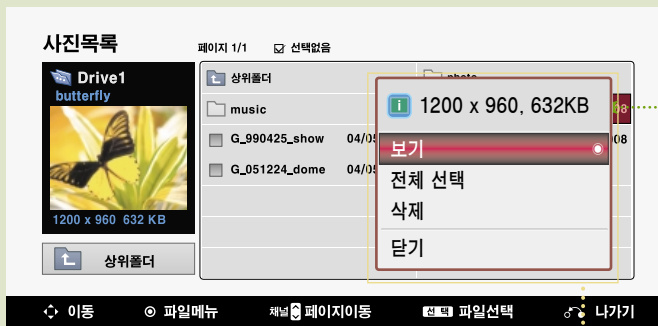 사진목록
페이지 1/1 선택없음
Drive1
butterfly
1200 x 960 632 KB
상위폴더
상위폴더
music
G_990425_show 04/05
G_051224_dome 04/05
photo
08
08
1200 x 960, 632KB
보기
전체 선택
삭제
닫기
이동 파일메뉴 채널 페이지이동 선택 파일선택 나가기